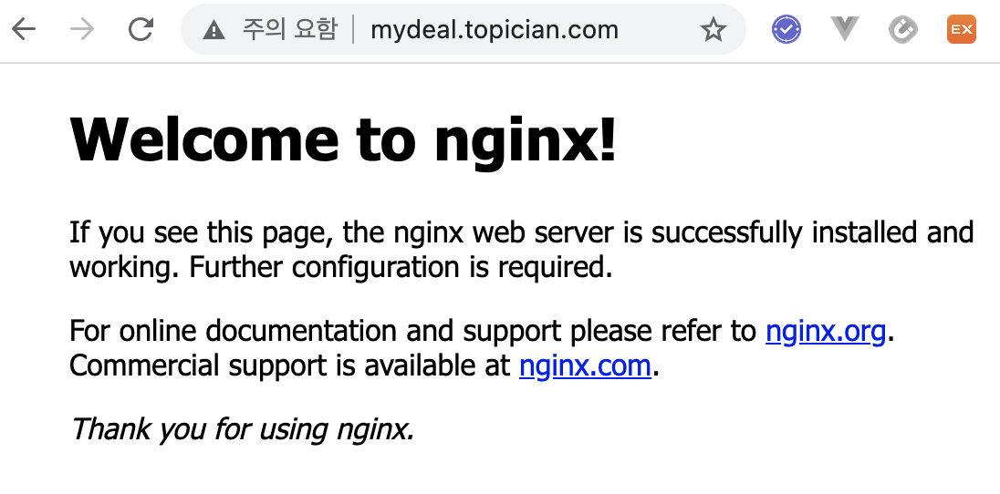 주의 요함 mydeal.topician.com EX
Welcome to nginx!
If you see this page, the nginx web server is successfully installed and
working. Further configuration is required.
For online documentation and support please refer to nginx.org.
Commercial support is available at nginx.com.
Thank you for using nginx.